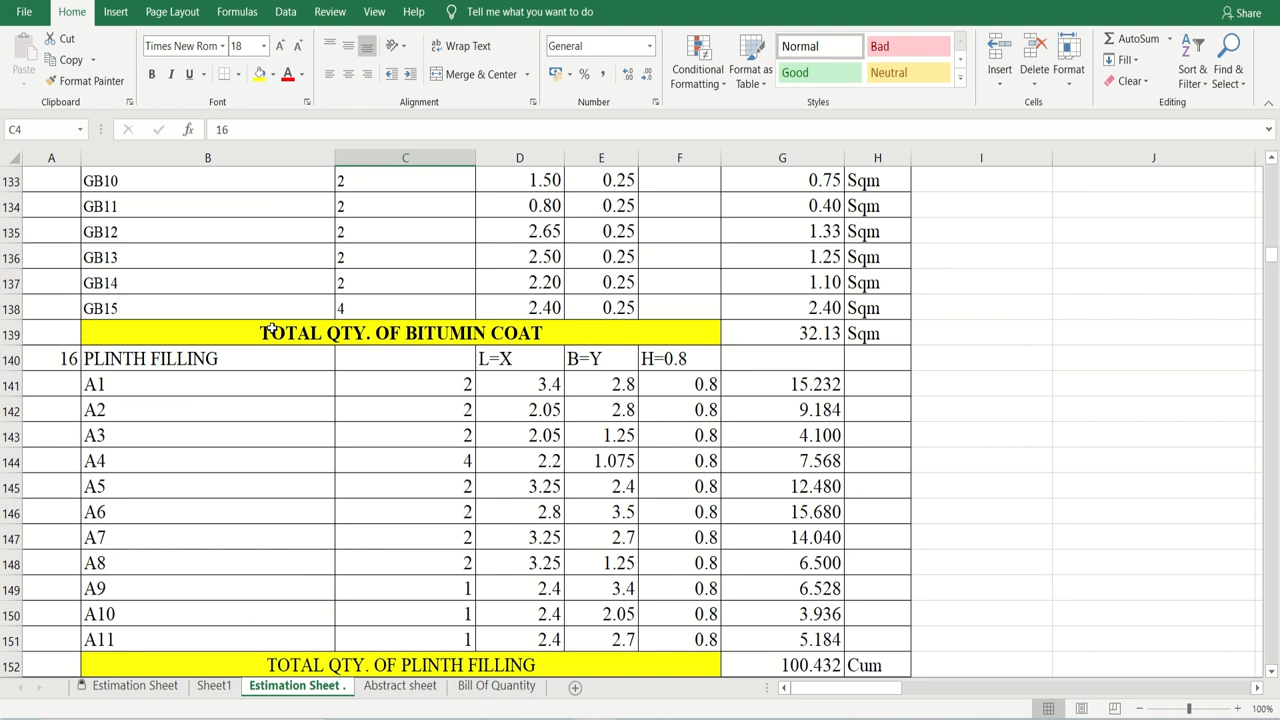 File Home Insert Page Layout Formulas Data Review View Help Tell me what you want to do Share
Cut
Copy
Format Painter
Paste
Times New Rom 18
B I U A
Wrap Text
Merge & Center
General
% ,
Conditional Formatting
Format as Table
Normal Bad
Good Neutral
Insert Delete Format
AutoSum
Fill
Clear
Sort & Filter
Find & Select
Clipboard Font Alignment Number Styles Cells Editing
C4 fx 16
A B C D E F G H I J
133 GB10 2 1.50 0.25 0.75 Sqm
134 GB11 2 0.80 0.25 0.40 Sqm
135 GB12 2 2.65 0.25 1.33 Sqm
136 GB13 2 2.50 0.25 1.25 Sqm
137 GB14 2 2.20 0.25 1.10 Sqm
138 GB15 4 2.40 0.25 2.40 Sqm
139 TOTAL QTY. OF BITUMIN COAT 32.13 Sqm
140 16 PLINTH FILLING L=X B=Y H=0.8
141 A1 2 3.4 2.8 0.8 15.232
142 A2 2 2.05 2.8 0.8 9.184
143 A3 2 2.05 1.25 0.8 4.100
144 A4 4 2.2 1.075 0.8 7.568
145 A5 2 3.25 2.4 0.8 12.480
146 A6 2 2.8 3.5 0.8 15.680
147 A7 2 3.25 2.7 0.8 14.040
148 A8 2 3.25 1.25 0.8 6.500
149 A9 1 2.4 3.4 0.8 6.528
150 A10 1 2.4 2.05 0.8 3.936
151 A11 1 2.4 2.7 0.8 5.184
152 TOTAL QTY. OF PLINTH FILLING 100.432 Cum
Estimation Sheet Sheet1 Estimation Sheet . Abstract sheet Bill Of Quantity
100%